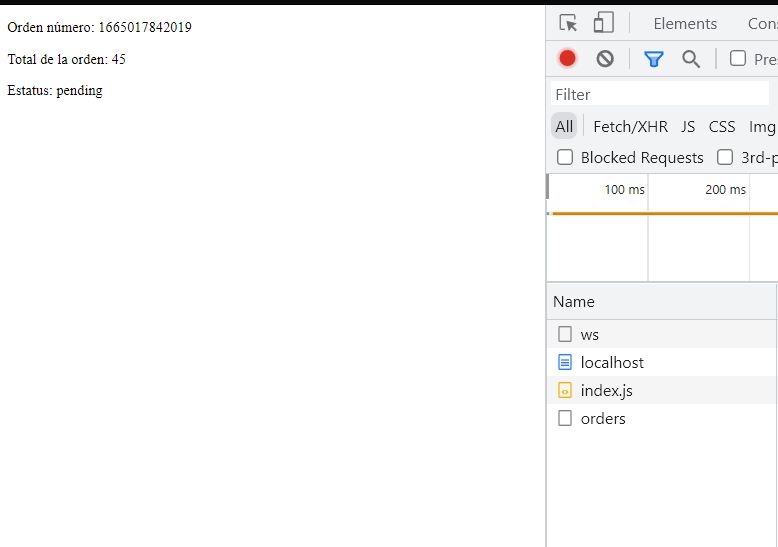 Orden número: 1665017842019
Total de la orden: 45
Estatus: pending
Elements Con
Pres
Filter
All Fetch/XHR JS CSS Img
Blocked Requests 3rd-p
100 ms 200 ms
Name
ws
localhost
index.js
orders